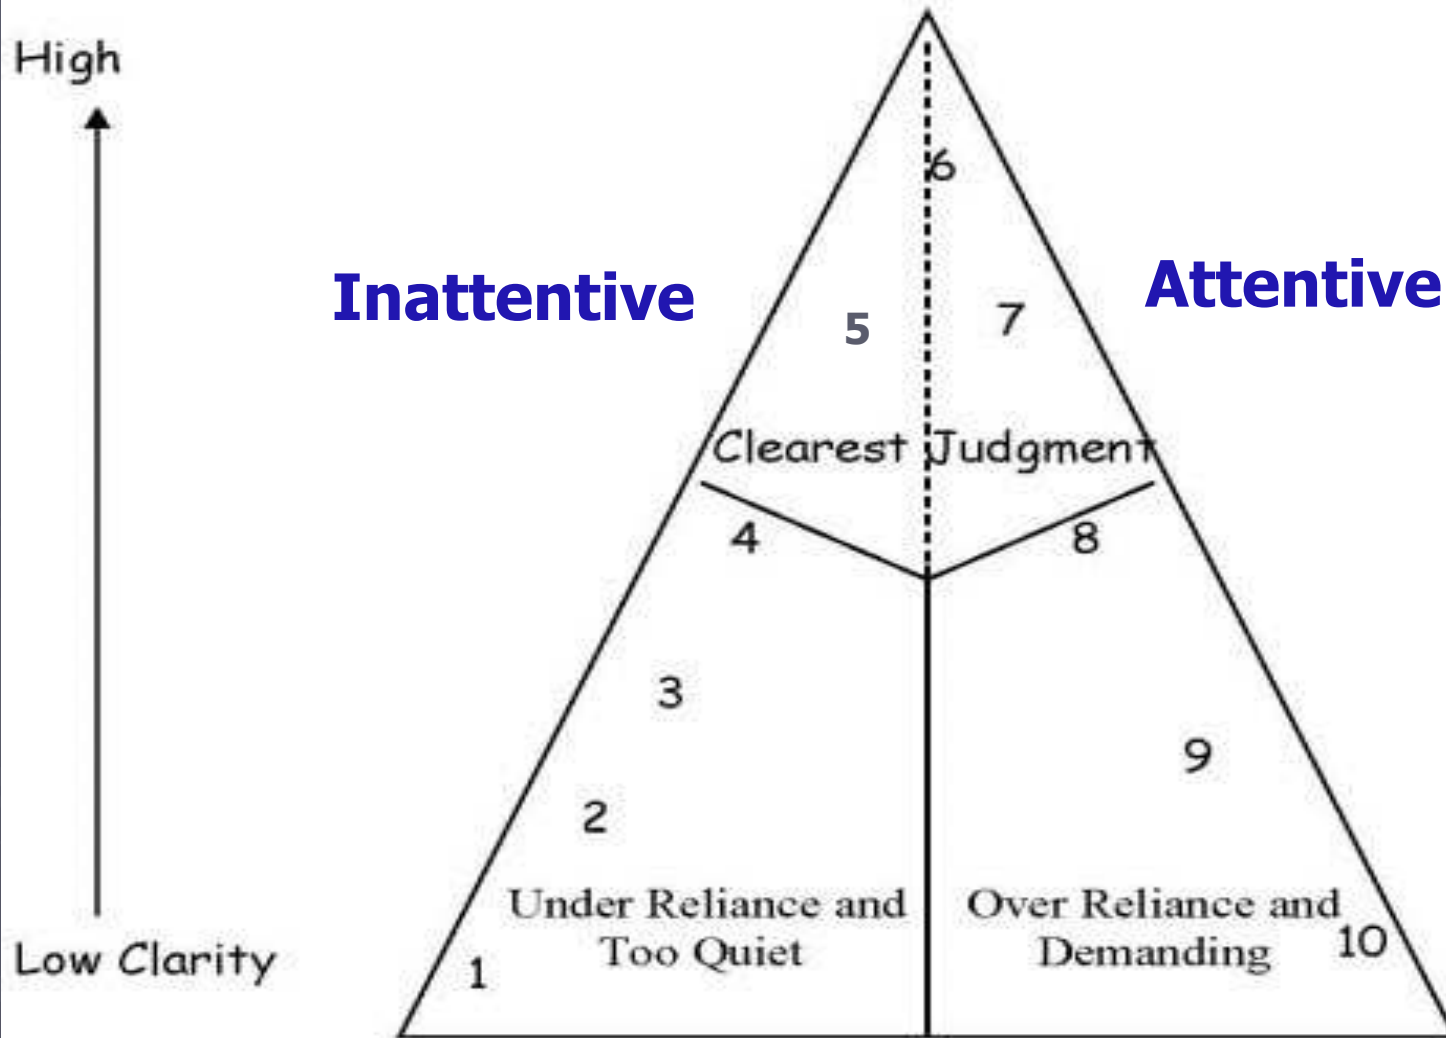 High
6
Inattentive
Attentive
5
7
Clearest Judgment
4
8
3
9
2
Under Reliance and
Too Quiet
Over Reliance and
Demanding
10
Low Clarity
1